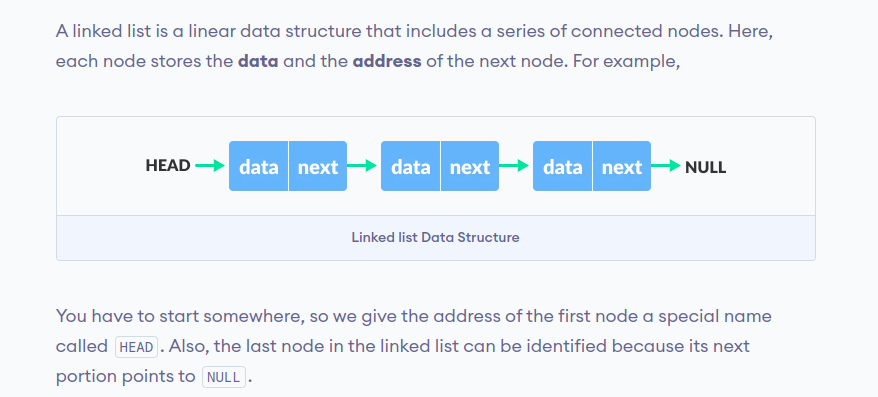 A linked list is a linear data structure that includes a series of connected nodes. Here,
each node stores the data and the address of the next node. For example,
HEAD data next data next data next NULL
Linked list Data Structure
You have to start somewhere, so we give the address of the first node a special name
called HEAD. Also, the last node in the linked list can be identified because its next
portion points to NULL.